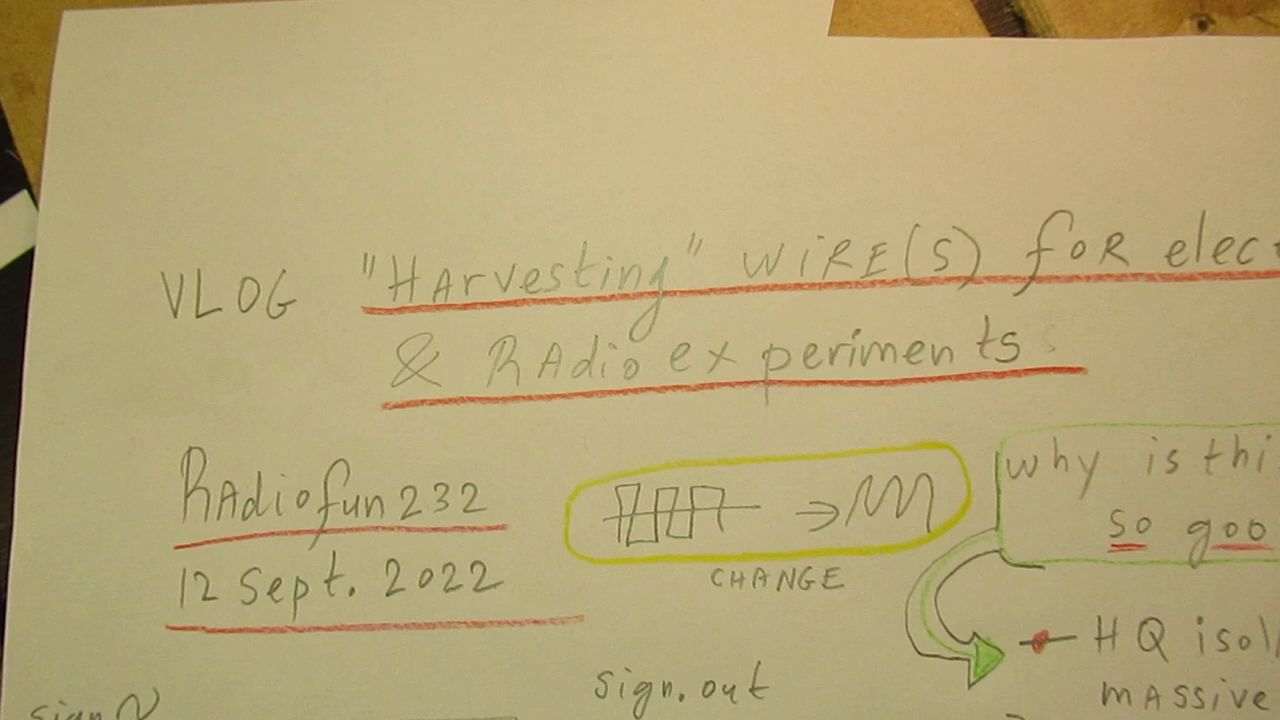 VLOG "HARvesting" WiRE(S) foR elec
& RAdio experiments
RAdiofun232
12 Sept. 2022
CHANGE
why is thi
so goo
HQ isol
MASSive
Sign. out
sign